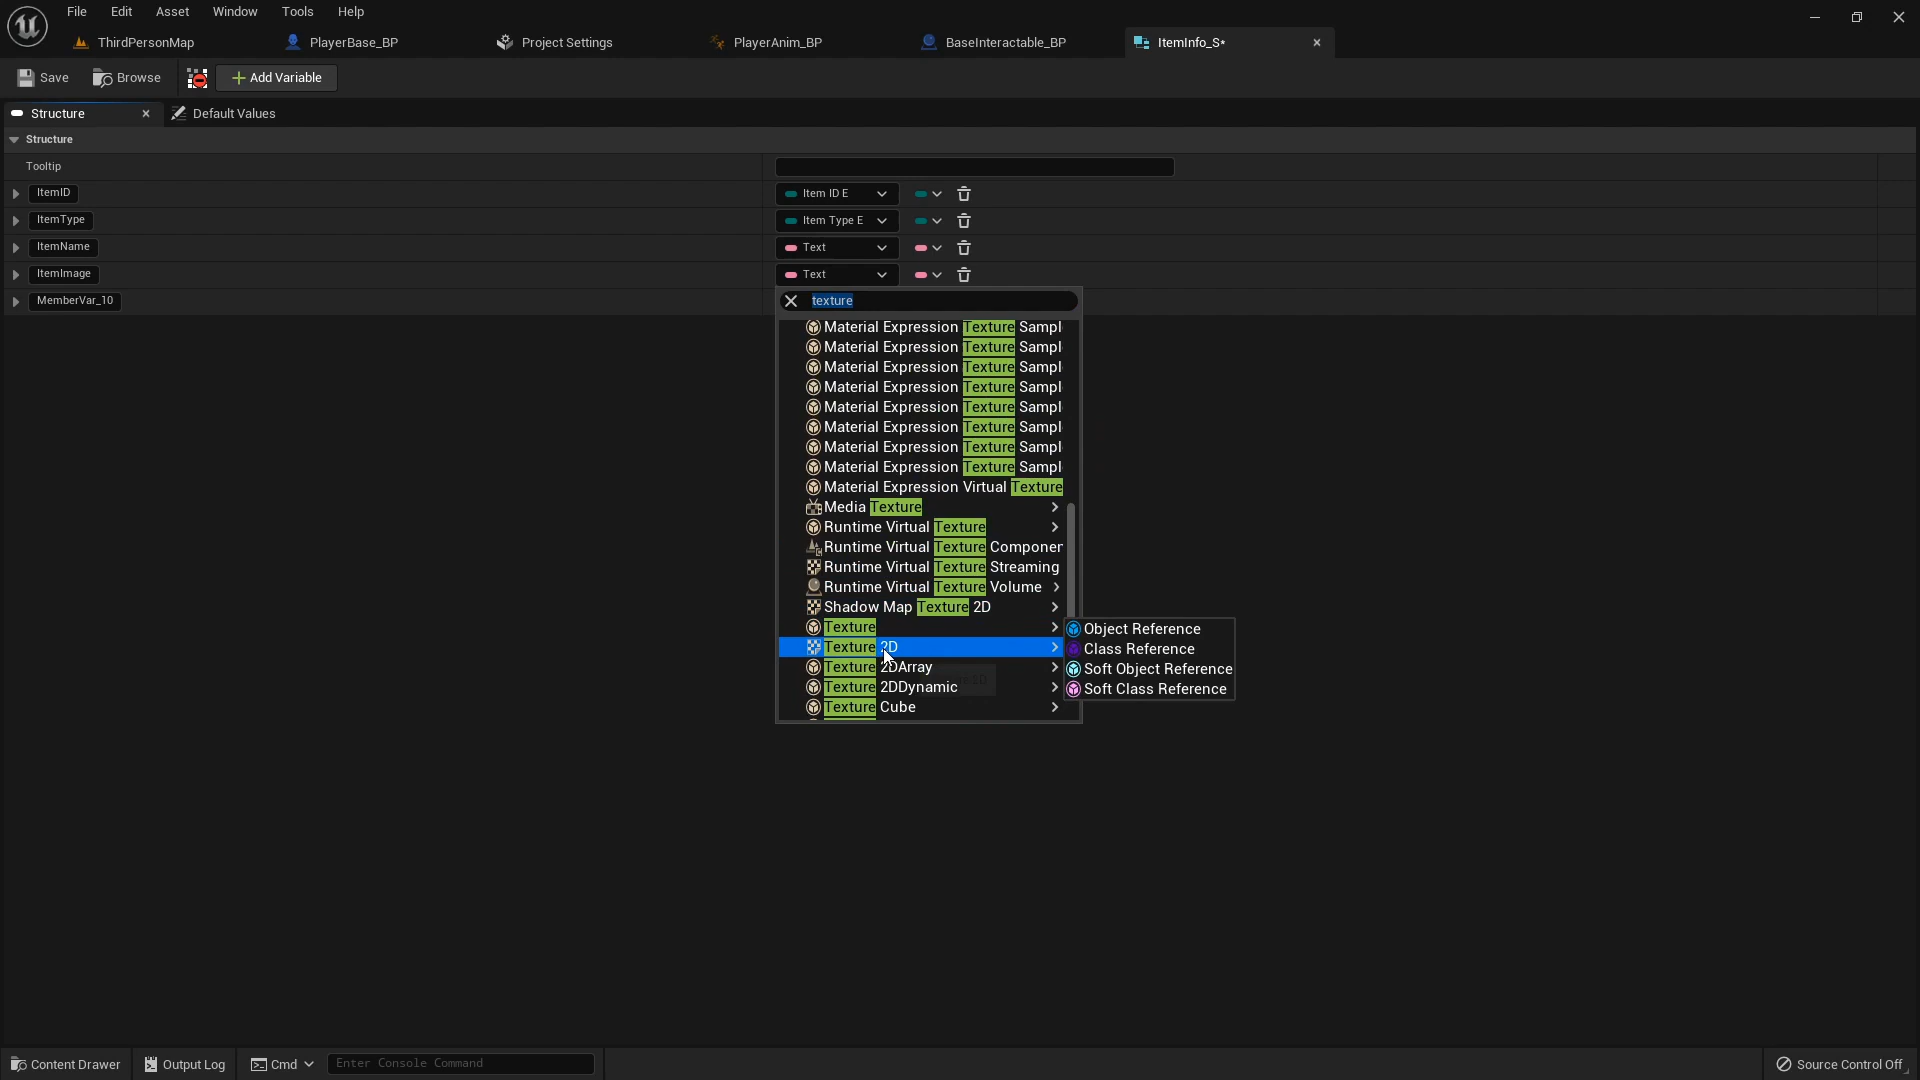 File Edit Asset Window Tools Help
ThirdPersonMap PlayerBase_BP Project Settings PlayerAnim_BP BaseInteractable_BP ItemInfo_S*
Save Browse Add Variable
Structure Default Values
Structure
Tooltip
ItemID Item ID E
ItemType Item Type E
ItemName Text
ItemImage Text
MemberVar_10 texture
Material Expression Texture Sampl
Material Expression Texture Sampl
Material Expression Texture Sampl
Material Expression Texture Sampl
Material Expression Texture Sampl
Material Expression Texture Sampl
Material Expression Texture Sampl
Material Expression Texture Sampl
Material Expression Virtual Texture
Media Texture
Runtime Virtual Texture
Runtime Virtual Texture Componen
Runtime Virtual Texture Streaming
Runtime Virtual Texture Volume
Shadow Map Texture 2D
Texture Object Reference
Texture 2D Class Reference
Texture 2DArray Soft Object Reference
Texture 2DDynamic Soft Class Reference
Texture Cube
Content Drawer Output Log Cmd Enter Console Command Source Control Off